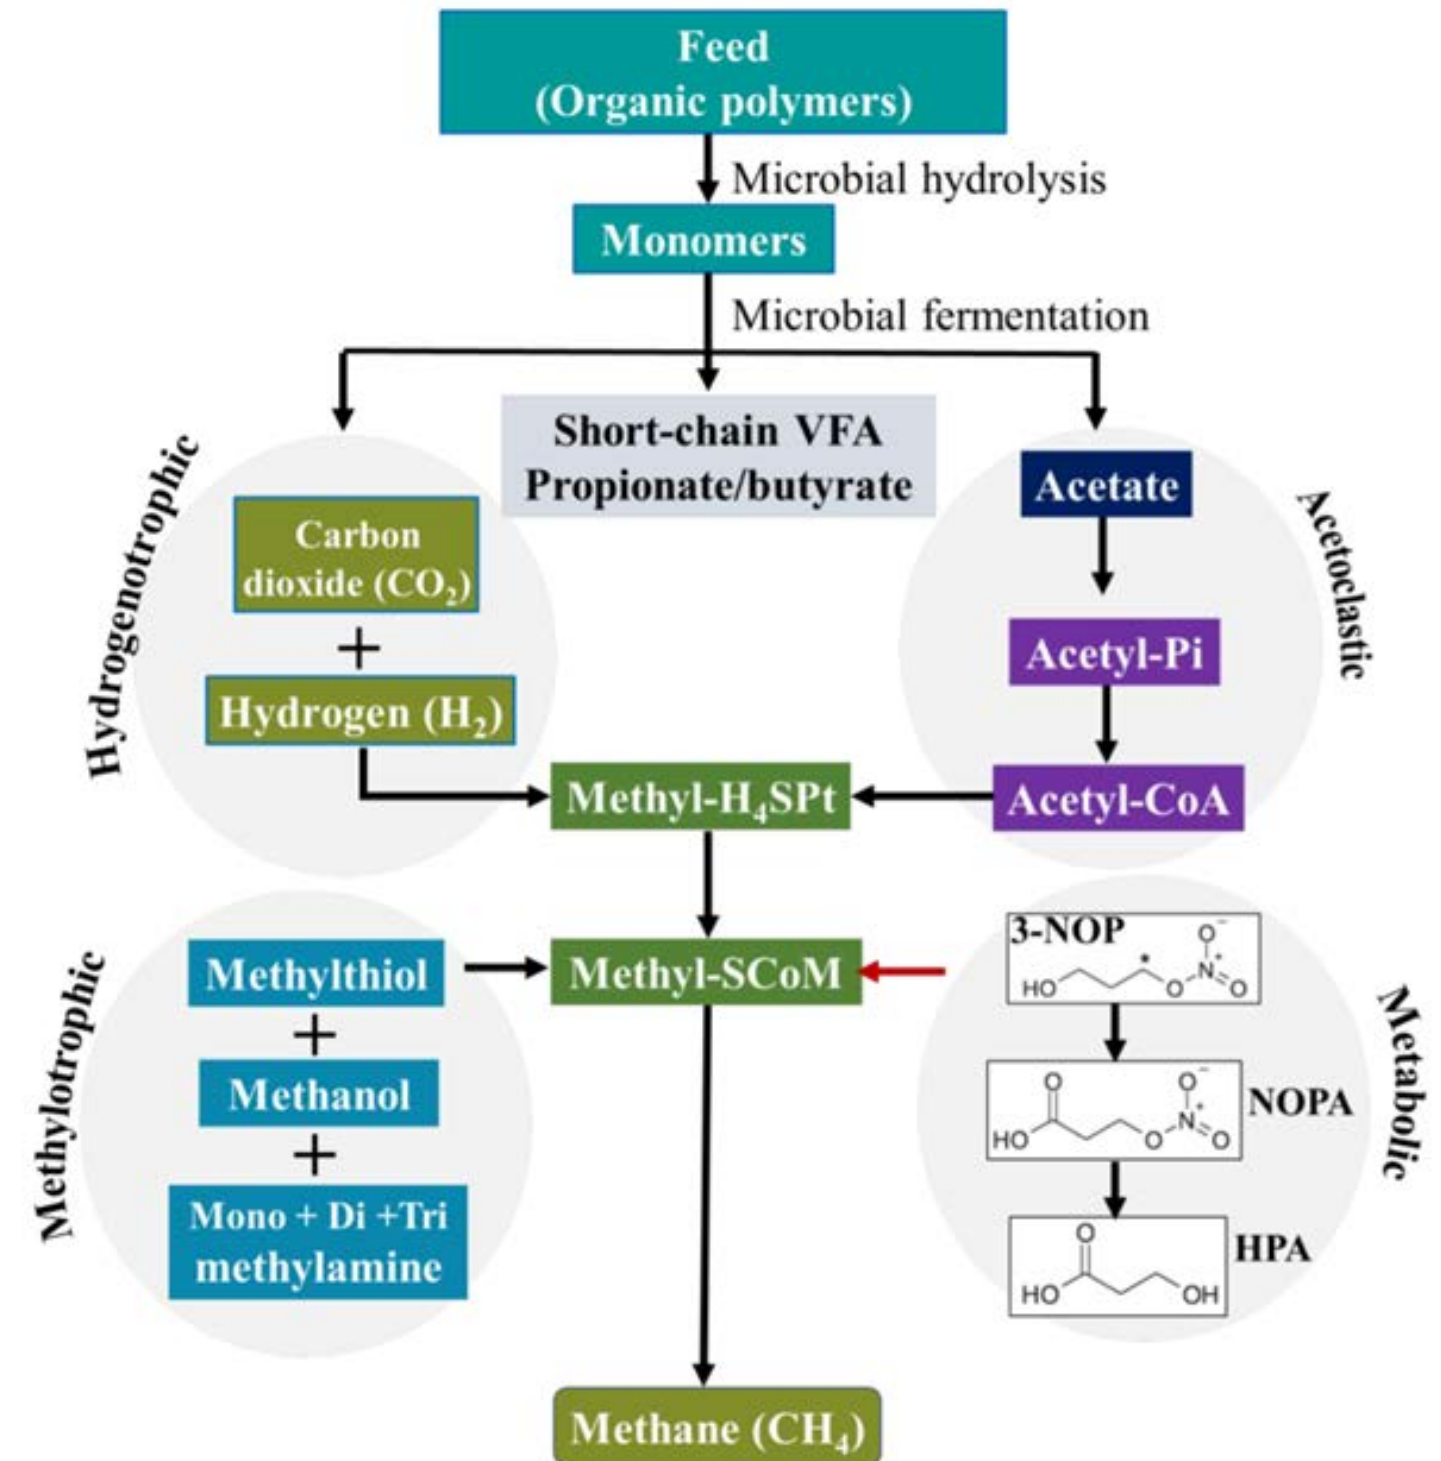 Feed
(Organic polymers)
Microbial hydrolysis
Monomers
Microbial fermentation
Short-chain VFA
Propionate/butyrate
Hydrogenotrophic
Carbon
dioxide (CO₂)
+
Hydrogen (H₂)
Acetoclastic
Acetate
Acetyl-Pi
Acetyl-CoA
Methyl-H₄SPt
Methyl-SCoM
Methylotrophic
Methylthiol
+
Methanol
+
Mono + Di +Tri
methylamine
Metabolic
3-NOP
HO * O N⁺ O⁻ O
NOPA
HO O O N⁺ O⁻ O
HPA
HO O OH
Methane (CH₄)